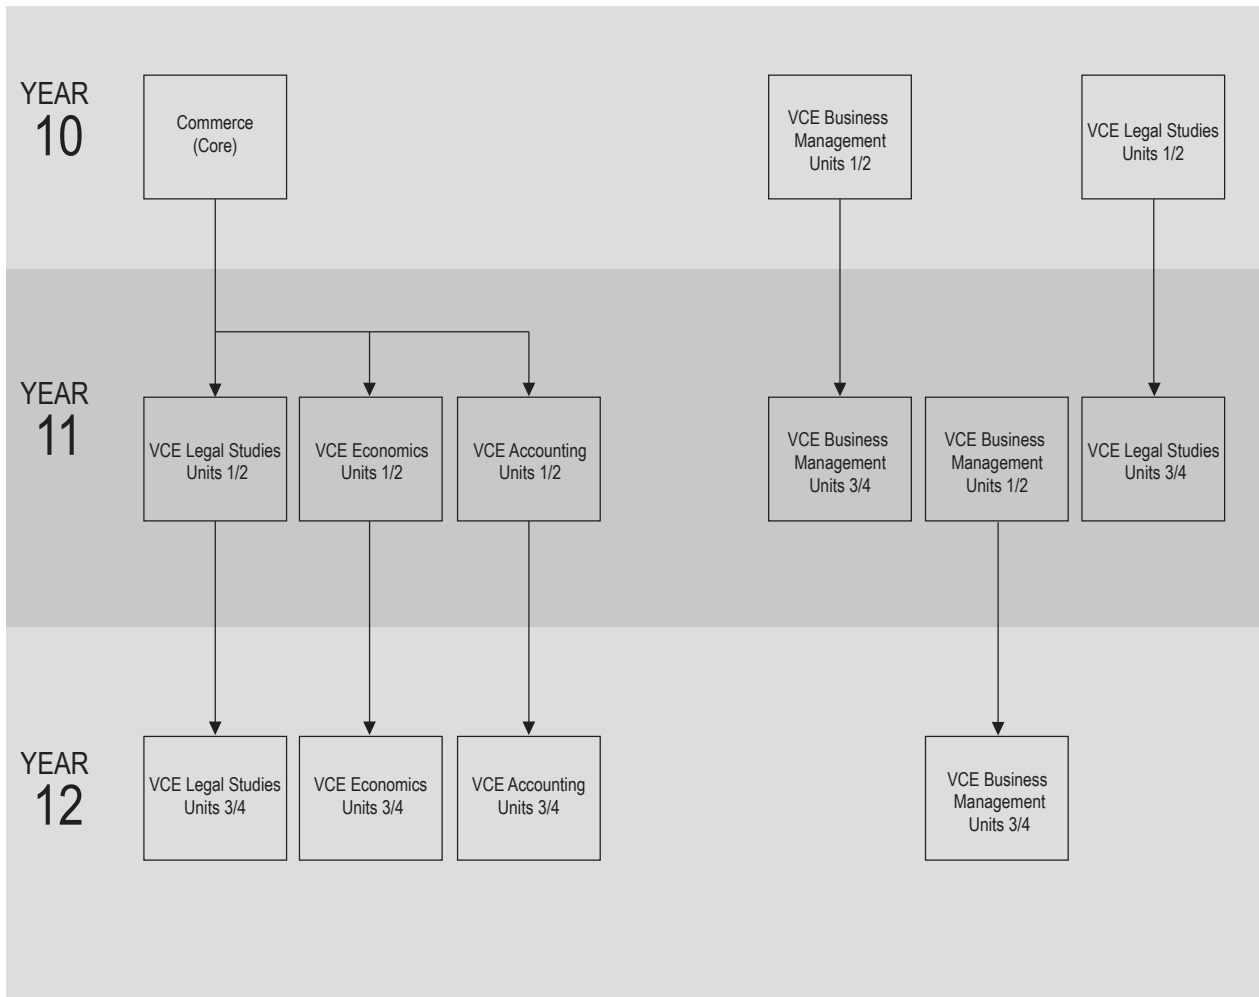 YEAR
10
Commerce
(Core)
VCE Business
Management
Units 1/2
VCE Legal Studies
Units 1/2
YEAR
11
VCE Legal Studies
Units 1/2
VCE Economics
Units 1/2
VCE Accounting
Units 1/2
VCE Business
Management
Units 3/4
VCE Business
Management
Units 1/2
VCE Legal Studies
Units 3/4
YEAR
12
VCE Legal Studies
Units 3/4
VCE Economics
Units 3/4
VCE Accounting
Units 3/4
VCE Business
Management
Units 3/4